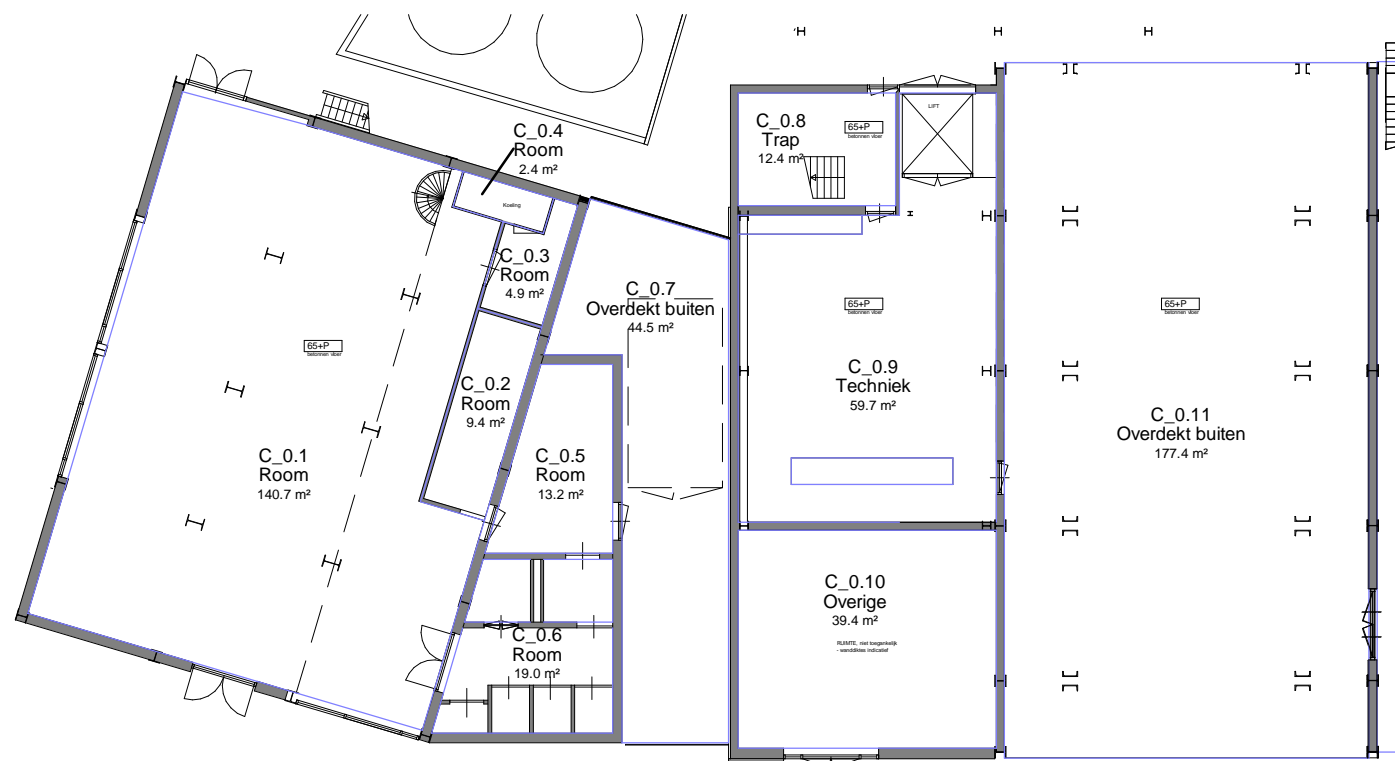 C_0.4
Room
2.4 m²
Koeling
C_0.8
Trap
12.4 m²
65+P
betonnen vloer
LIFT
C_0.3
Room
4.9 m²
C_0.7
Overdekt buiten
44.5 m²
65+P
betonnen vloer
65+P
betonnen vloer
65+P
betonnen vloer
C_0.2
Room
9.4 m²
C_0.9
Techniek
59.7 m²
C_0.11
Overdekt buiten
177.4 m²
C_0.1
Room
140.7 m²
C_0.5
Room
13.2 m²
C_0.10
Overige
39.4 m²
RUIMTE, niet toegankelijk
- wanddiktes indicatief
C_0.6
Room
19.0 m²